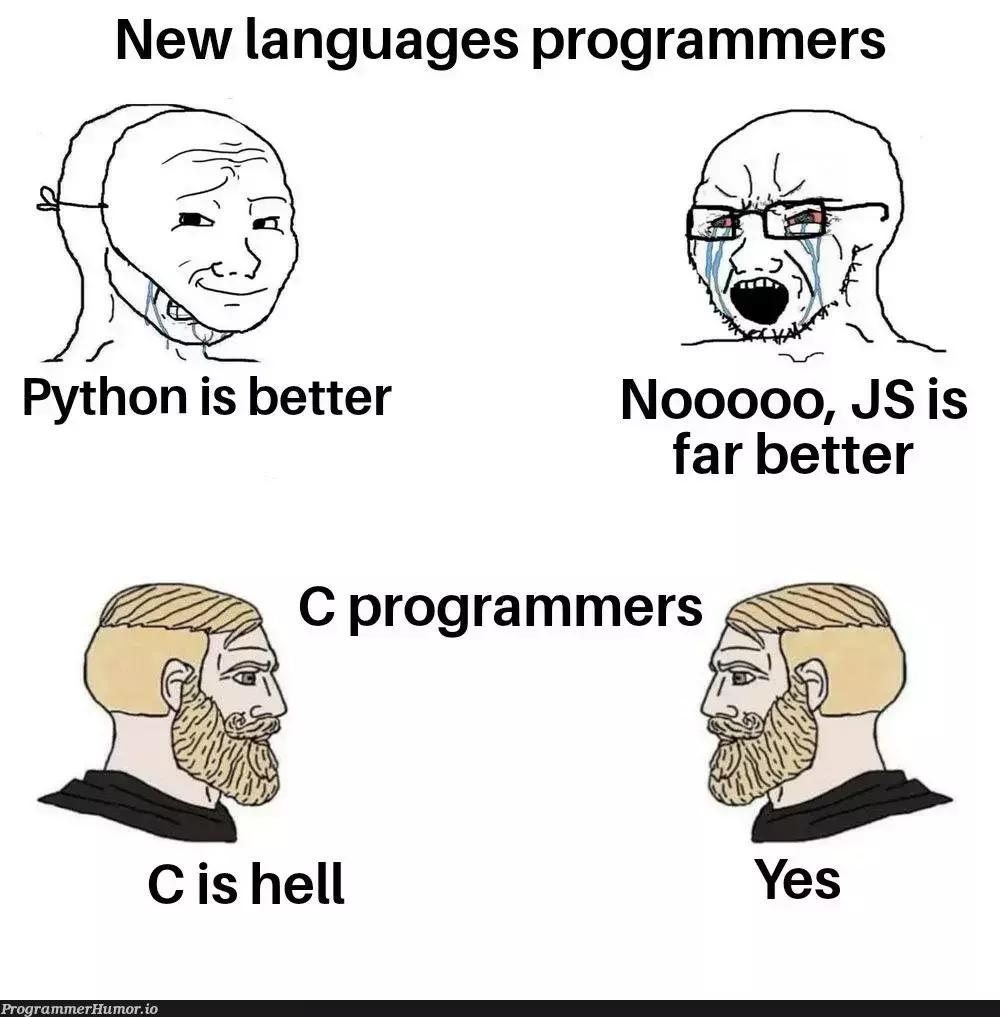 New languages programmers
Python is better
Nooooo, JS is
far better
C programmers
C is hell
Yes
ProgrammerHumor.io